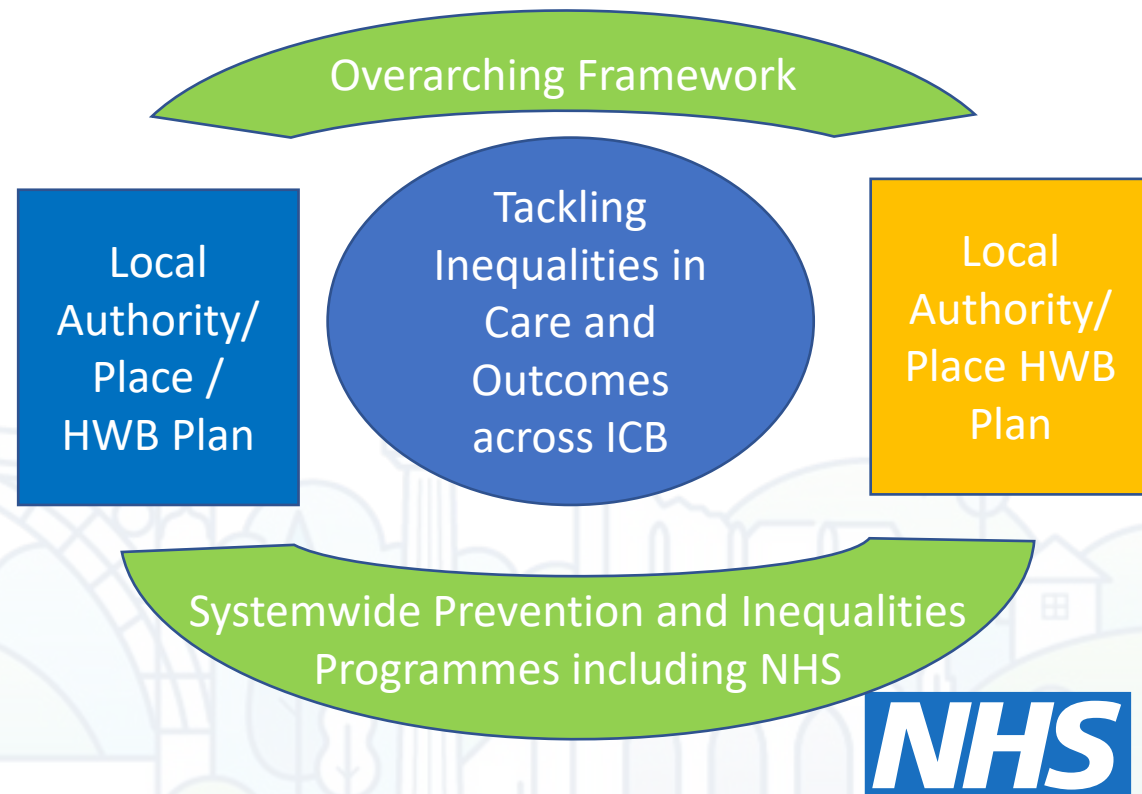 Overarching Framework
Local
Authority/
Place /
HWB Plan
Tackling
Inequalities in
Care and
Outcomes
across ICB
Local
Authority/
Place HWB
Plan
Systemwide Prevention and Inequalities
Programmes including NHS
NHS